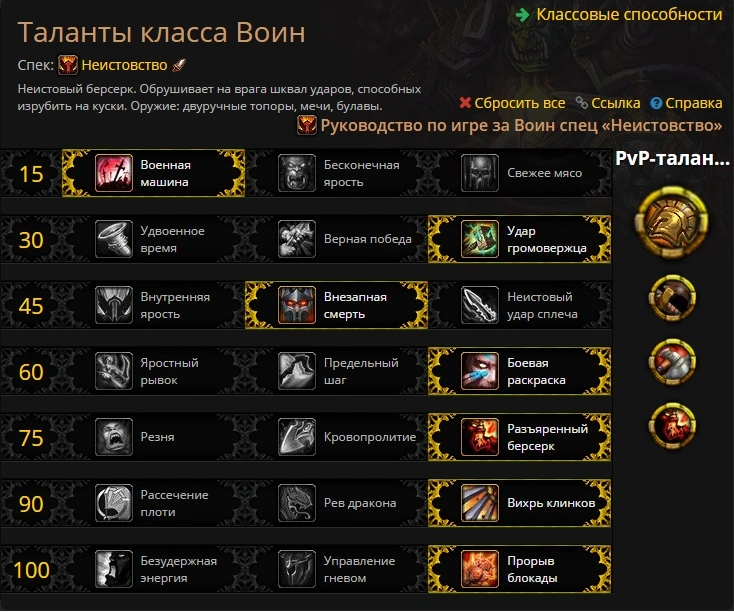 Классовые способности
Таланты класса Воин
Спек: Неистовство
Неистовый берсерк. Обрушивает на врага шквал ударов, способных
изрубить на куски. Оружие: двуручные топоры, мечи, булавы.
Сбросить все Ссылка Справка
Руководство по игре за Воин спец «Неистовство»
PvP-талан...
15
Военная
машина
Бесконечная
ярость
Свежее мясо
30
Удвоенное
время
Верная победа
Удар
громовержца
45
Внутренняя
ярость
Внезапная
смерть
Неистовый
удар сплеча
60
Яростный
рывок
Предельный
шаг
Боевая
раскраска
75
Резня
Кровопролитие
Разъяренный
берсерк
90
Рассечение
плоти
Рев дракона
Вихрь клинков
100
Безудержная
энергия
Управление
гневом
Прорыв
блокады